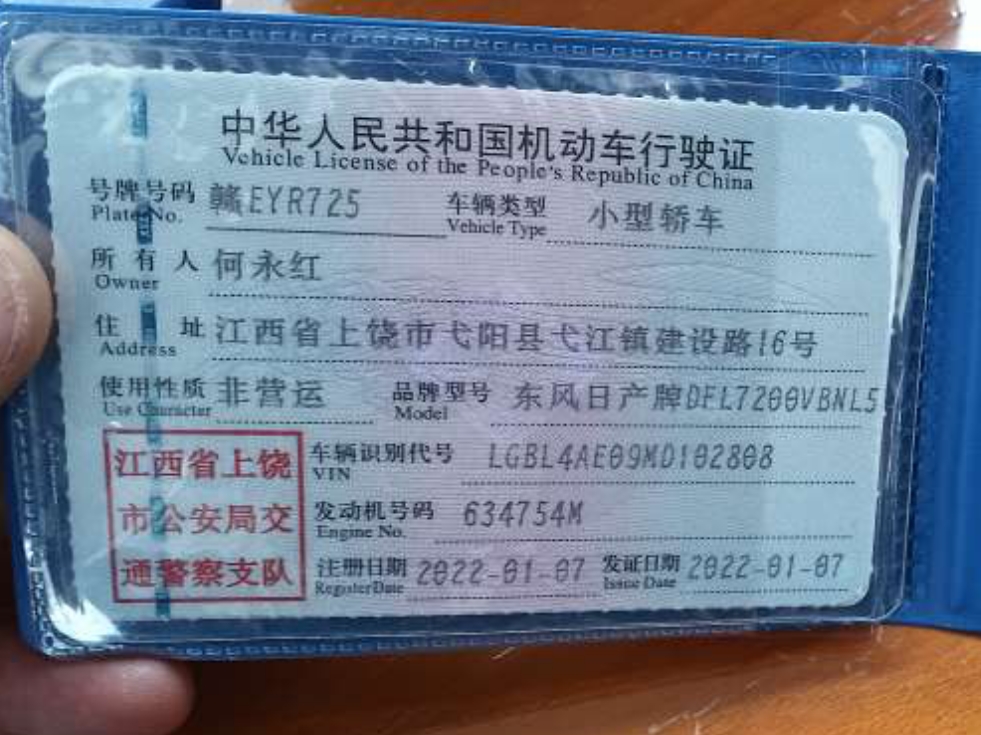 中华人民共和国机动车行驶证
Vehicle License of the People's Republic of China
号牌号码 赣EYR725 车辆类型 小型轿车
Plate No. Vehicle Type
所有人 何永红
Owner
住址 江西省上饶市弋阳县弋江镇建设路16号
Address
使用性质 非营运 品牌型号 东风日产牌DFL7200VBNL5
Use Character Model
江西省上饶
市公安局交
通警察支队
车辆识别代号 LGBL4AE09MD102808
VIN
发动机号码 634754M
Engine No.
注册日期 2022-01-07 发证日期 2022-01-07
Register Date Issue Date